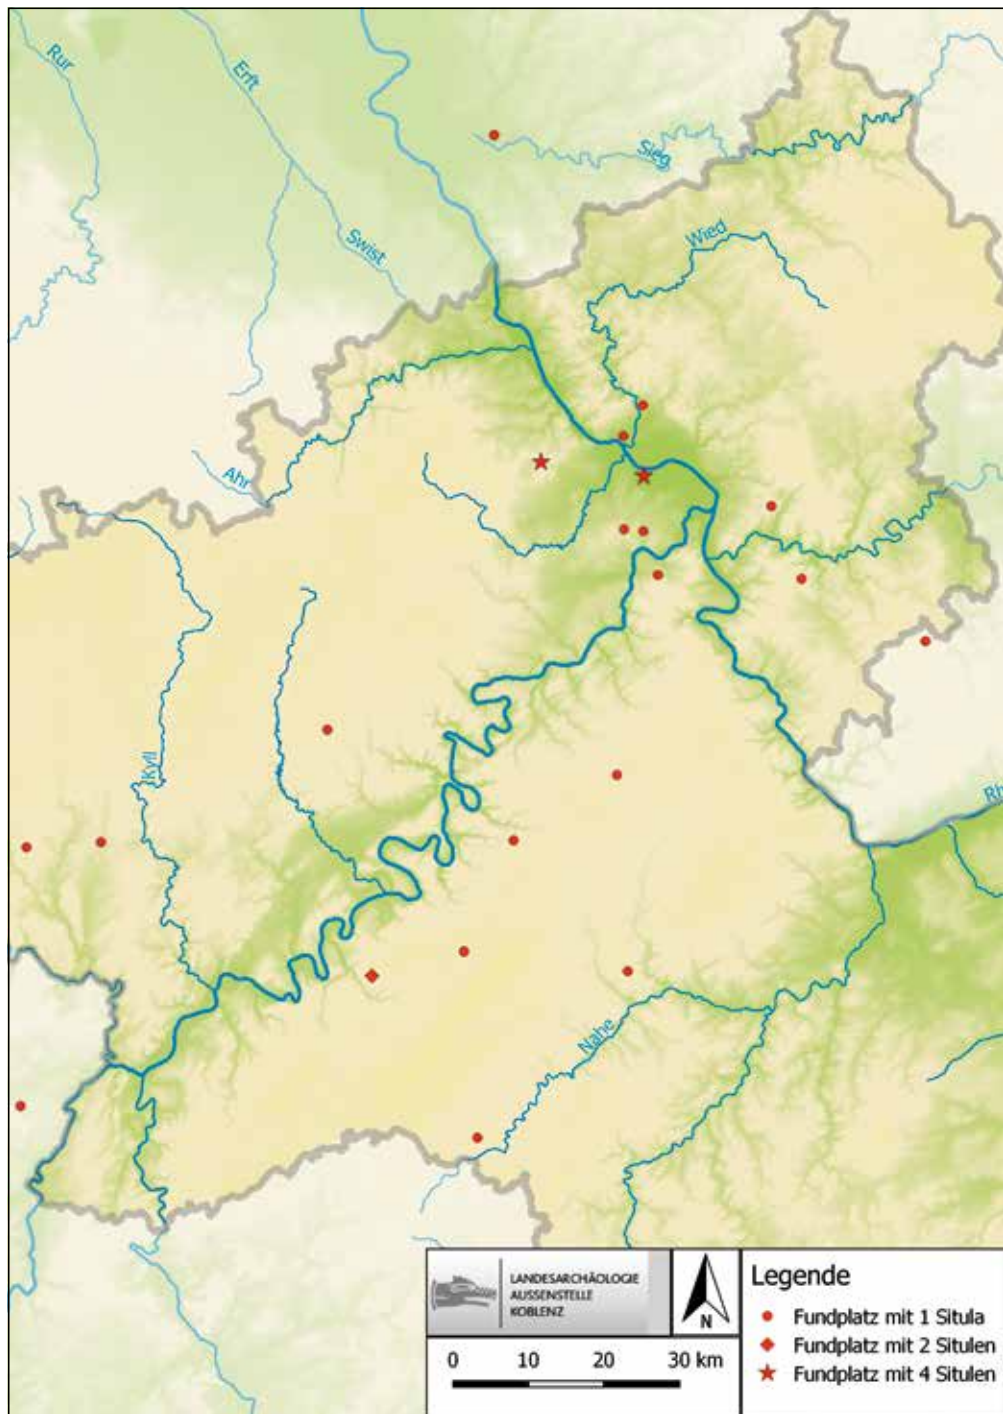 Rur
Erft
Sieg
Swist
Wied
Ahr
Kyll
Rh
Nahe
LANDESARCHÄOLOGIE
AUSSENSTELLE
KOBLENZ
N
0 10 20 30 km
Legende
Fundplatz mit 1 Situla
Fundplatz mit 2 Situlen
Fundplatz mit 4 Situlen